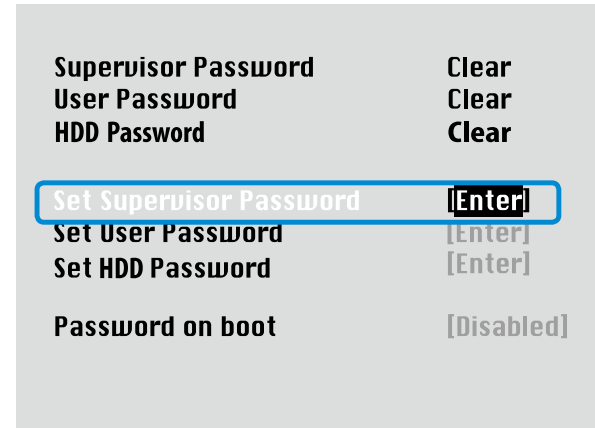 Supervisor Password Clear
User Password Clear
HDD Password Clear
Set Supervisor Password [Enter]
Set User Password [Enter]
Set HDD Password [Enter]
Password on boot [Disabled]